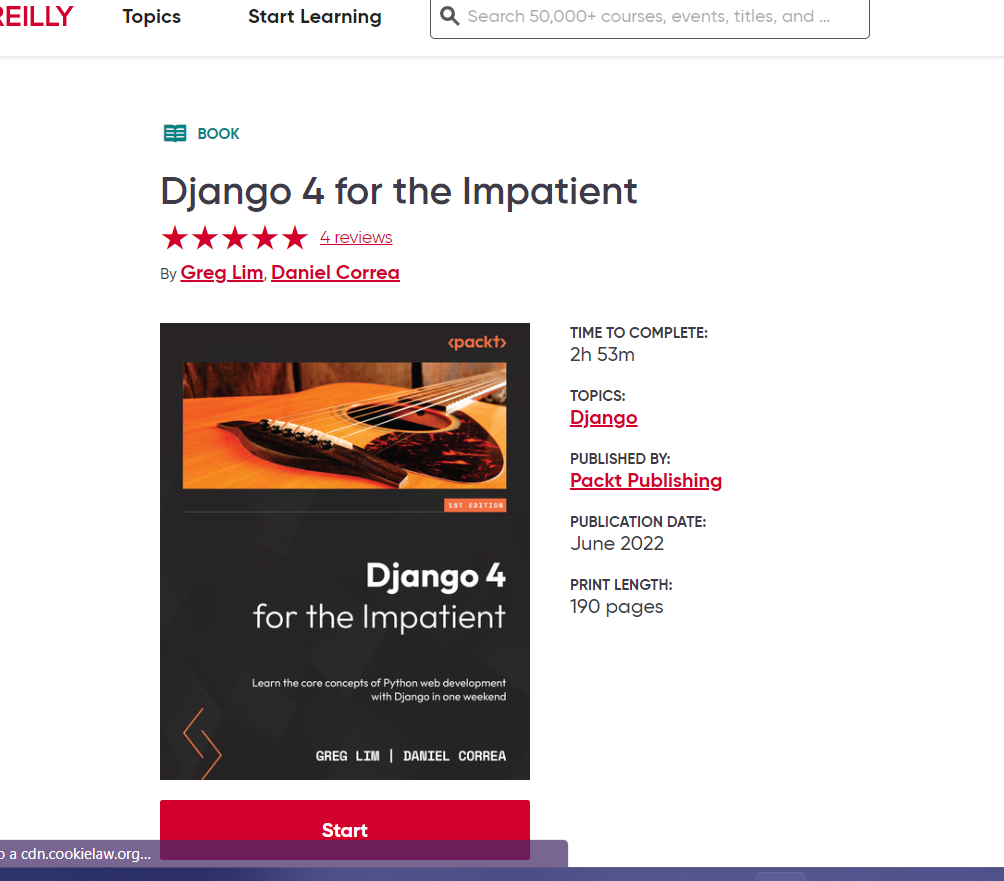 REILLY
Topics
Start Learning
Search 50,000+ courses, events, titles, and ...
BOOK
Django 4 for the Impatient
4 reviews
By Greg Lim, Daniel Correa
<packt>
1ST EDITION
Django 4
for the Impatient
Learn the core concepts of Python web development
with Django in one weekend
GREG LIM | DANIEL CORREA
TIME TO COMPLETE:
2h 53m
TOPICS:
Django
PUBLISHED BY:
Packt Publishing
PUBLICATION DATE:
June 2022
PRINT LENGTH:
190 pages
Start
o a cdn.cookielaw.org...